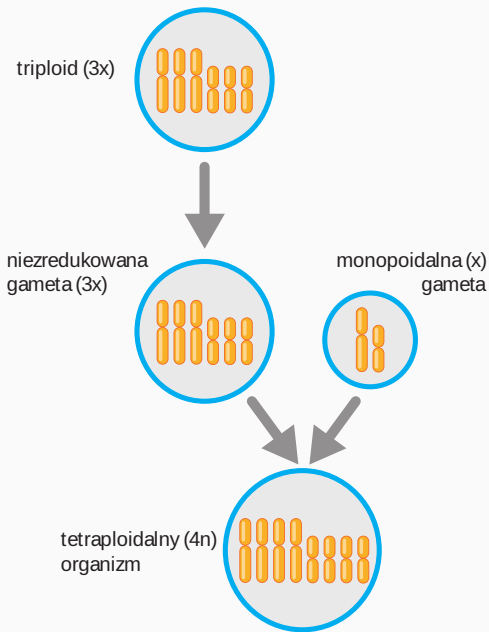 triploid (3x)
niezredukowana
gameta (3x)
monopoidalna (x)
gameta
tetraploidalny (4n)
organizm